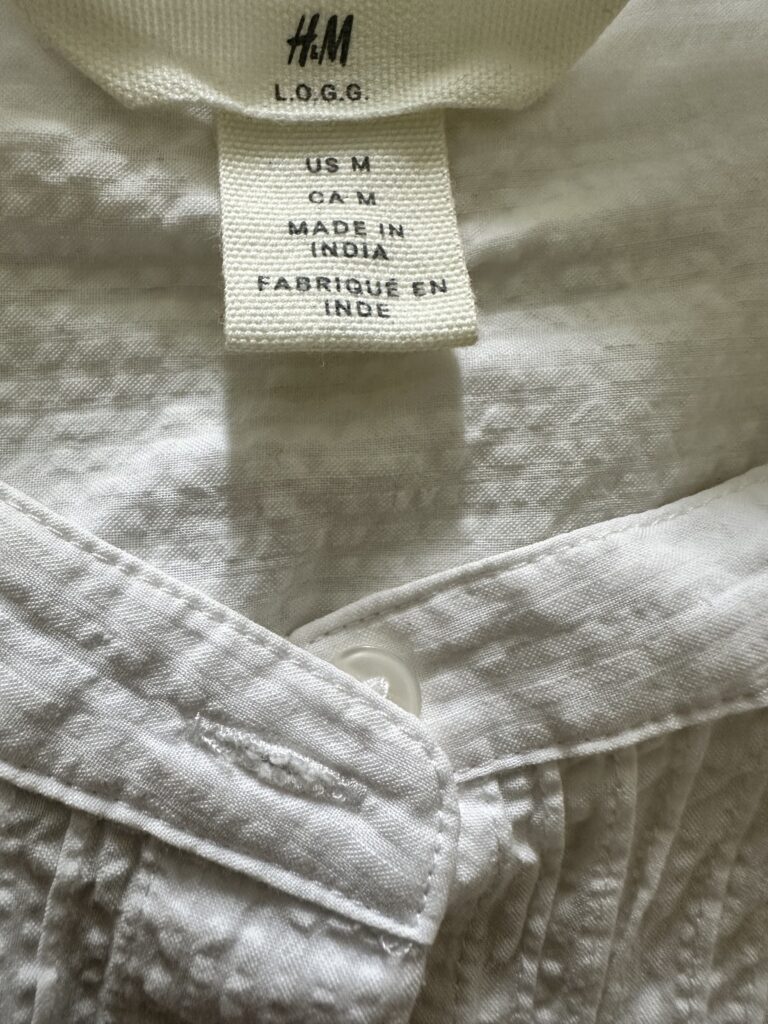 H&M
L.O.G.G.
US M
CA M
MADE IN
INDIA
FABRIQUÉ EN
INDE